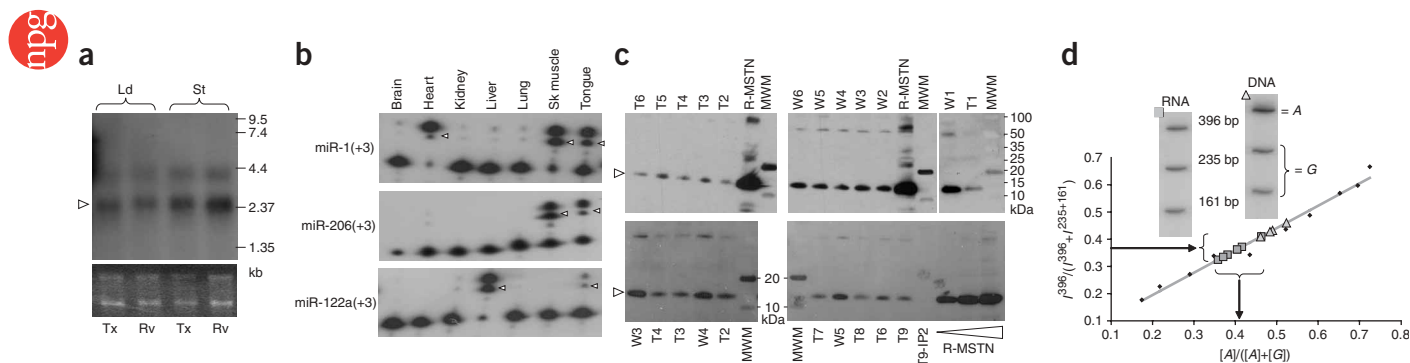 npg
a
Ld St
9.5
7.4
4.4
2.37
1.35
kb
Tx Rv Tx Rv
b
Brain Heart Kidney Liver Lung Sk muscle Tongue
miR-1(+3)
miR-206(+3)
miR-122a(+3)
c
T6 T5 T4 T3 T2 R-MSTN MWM
W6 W5 W4 W3 W2 R-MSTN MWM
W1 T1 MWM
100
50
35
25
20
15
10
kDa
20
10
kDa
W3 T4 T3 W4 T2 MWM
MWM T7 W5 T8 T6 T9 T9-IP2
R-MSTN
d
RNA
DNA
396 bp
235 bp
161 bp
= A
= G
I396/(I396+I235+161)
0.7
0.6
0.5
0.4
0.3
0.2
0.1
0.1 0.2 0.3 0.4 0.5 0.6 0.7 0.8
[A]/([A]+[G])